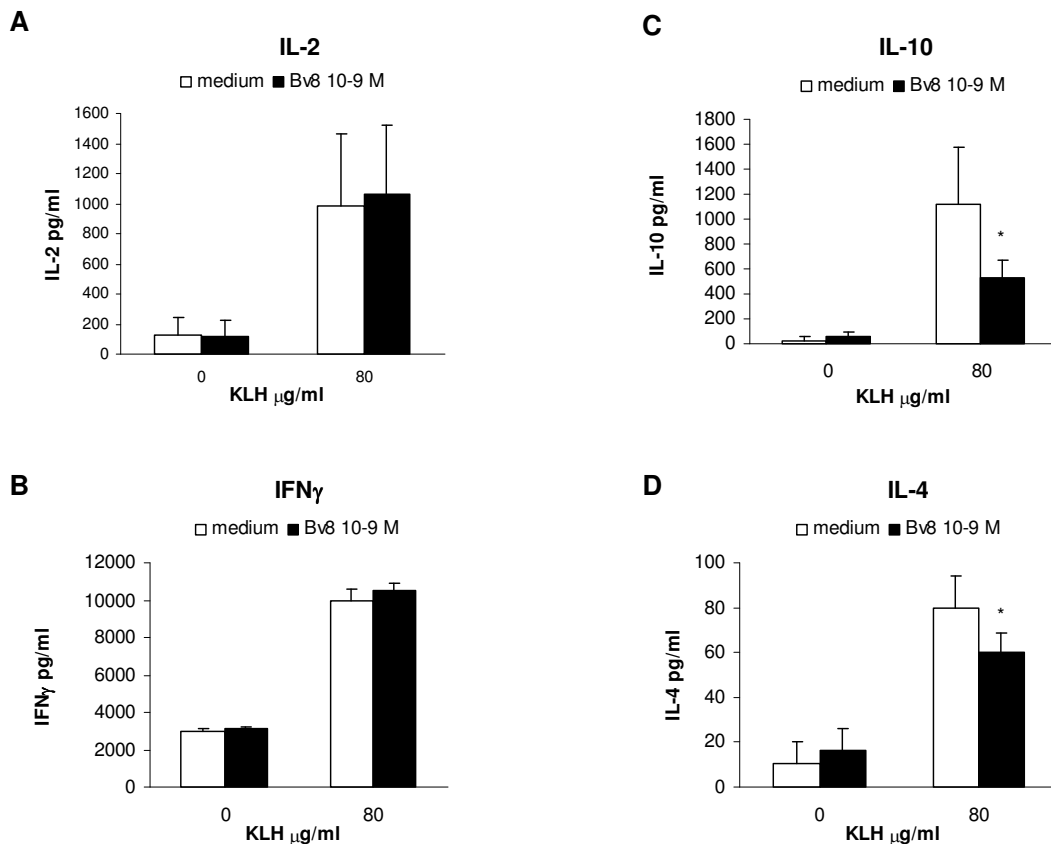 A
IL-2
medium Bv8 10-9 M
IL-2 pg/ml
1600
1400
1200
1000
800
600
400
200
0
0 80
KLH μg/ml
C
IL-10
medium Bv8 10-9 M
IL-10 pg/ml
1800
1600
1400
1200
1000
800
600
400
200
0
*
0 80
KLH μg/ml
B
IFNγ
medium Bv8 10-9 M
IFNγ pg/ml
12000
10000
8000
6000
4000
2000
0
0 80
KLH μg/ml
D
IL-4
medium Bv8 10-9 M
IL-4 pg/ml
100
80
60
40
20
0
*
0 80
KLH μg/ml